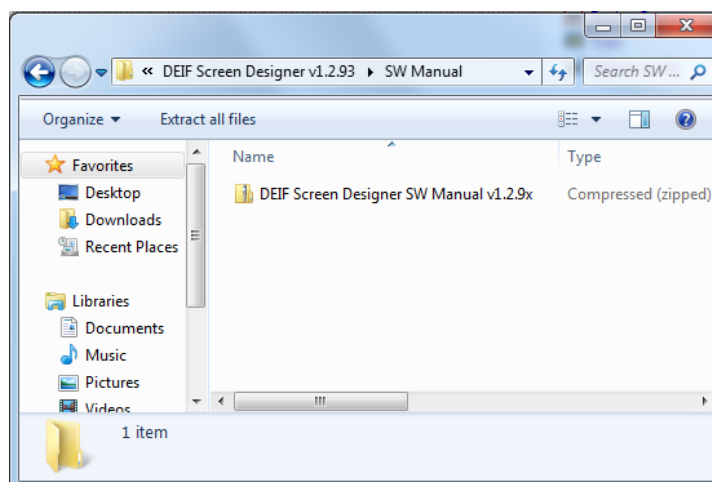 « DEIF Screen Designer v1.2.93 ▸ SW Manual
Search SW ...
Organize Extract all files
Name Type
Favorites
Desktop
Downloads
Recent Places
Libraries
Documents
Music
Pictures
Videos
DEIF Screen Designer SW Manual v1.2.9x Compressed (zipped)
1 item